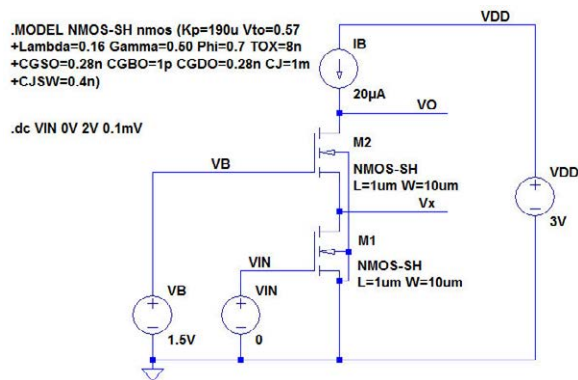 .MODEL NMOS-SH nmos (Kp=190u Vto=0.57
+Lambda=0.16 Gamma=0.50 Phi=0.7 TOX=8n
+CGSO=0.28n CGBO=1p CGDO=0.28n CJ=1m
+CJSW=0.4n)
.dc VIN 0V 2V 0.1mV
VDD
IB
20µA
VO
M2
NMOS-SH
L=1um W=10um
VB
Vx
VDD
3V
M1
NMOS-SH
L=1um W=10um
VIN
VB
1.5V
VIN
0